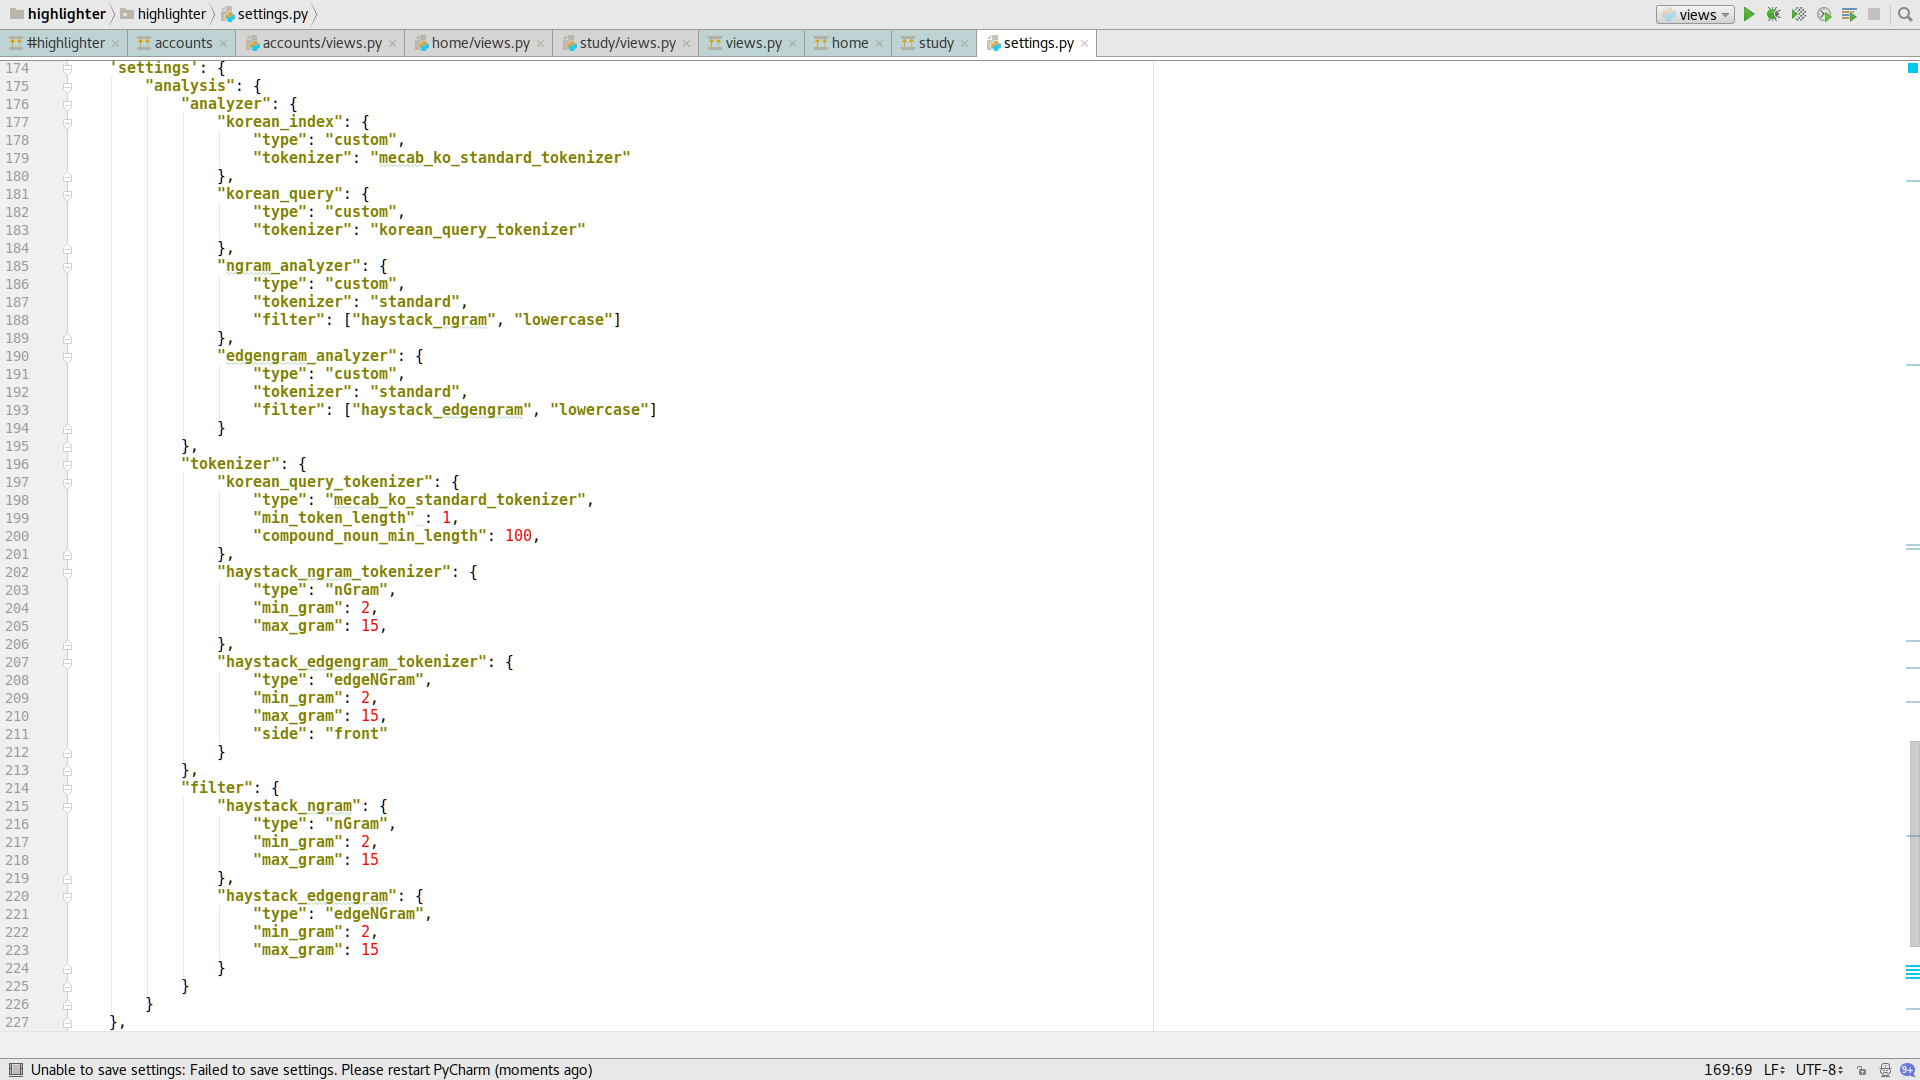 highlighter highlighter settings.py views
#highlighter accounts accounts/views.py home/views.py study/views.py views.py home study settings.py
174 'settings': {
175 "analysis": {
176 "analyzer": {
177 "korean_index": {
178 "type": "custom",
179 "tokenizer": "mecab_ko_standard_tokenizer"
180 },
181 "korean_query": {
182 "type": "custom",
183 "tokenizer": "korean_query_tokenizer"
184 },
185 "ngram_analyzer": {
186 "type": "custom",
187 "tokenizer": "standard",
188 "filter": ["haystack_ngram", "lowercase"]
189 },
190 "edgengram_analyzer": {
191 "type": "custom",
192 "tokenizer": "standard",
193 "filter": ["haystack_edgengram", "lowercase"]
194 }
195 },
196 "tokenizer": {
197 "korean_query_tokenizer": {
198 "type": "mecab_ko_standard_tokenizer",
199 "min_token_length" : 1,
200 "compound_noun_min_length": 100,
201 },
202 "haystack_ngram_tokenizer": {
203 "type": "nGram",
204 "min_gram": 2,
205 "max_gram": 15,
206 },
207 "haystack_edgengram_tokenizer": {
208 "type": "edgeNGram",
209 "min_gram": 2,
210 "max_gram": 15,
211 "side": "front"
212 }
213 },
214 "filter": {
215 "haystack_ngram": {
216 "type": "nGram",
217 "min_gram": 2,
218 "max_gram": 15
219 },
220 "haystack_edgengram": {
221 "type": "edgeNGram",
222 "min_gram": 2,
223 "max_gram": 15
224 }
225 }
226 }
227 },
Unable to save settings: Failed to save settings. Please restart PyCharm (moments ago) 169:69 LF UTF-8 9+